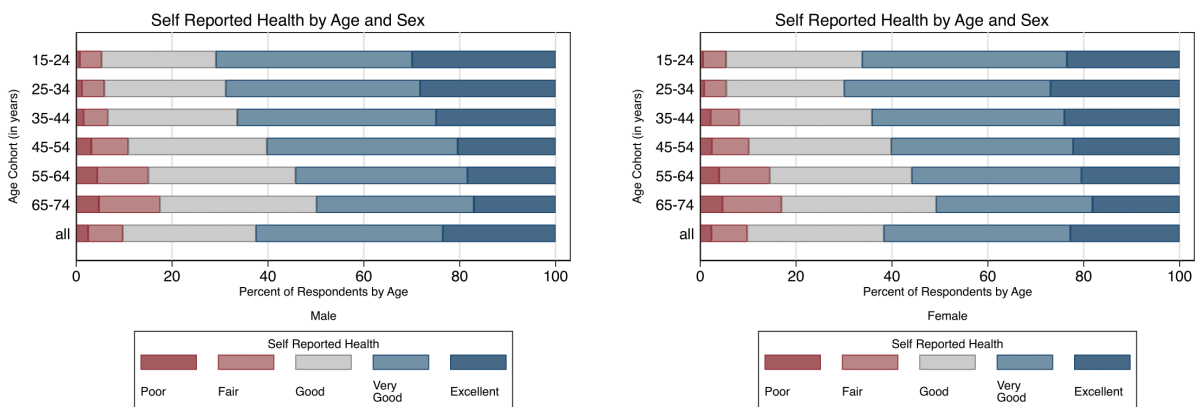 Self Reported Health by Age and Sex
Age Cohort (in years)
15-24
25-34
35-44
45-54
55-64
65-74
all
0 20 40 60 80 100
Percent of Respondents by Age
Male
Self Reported Health
Poor Fair Good Very Good Excellent
Self Reported Health by Age and Sex
Age Cohort (in years)
15-24
25-34
35-44
45-54
55-64
65-74
all
0 20 40 60 80 100
Percent of Respondents by Age
Female
Self Reported Health
Poor Fair Good Very Good Excellent